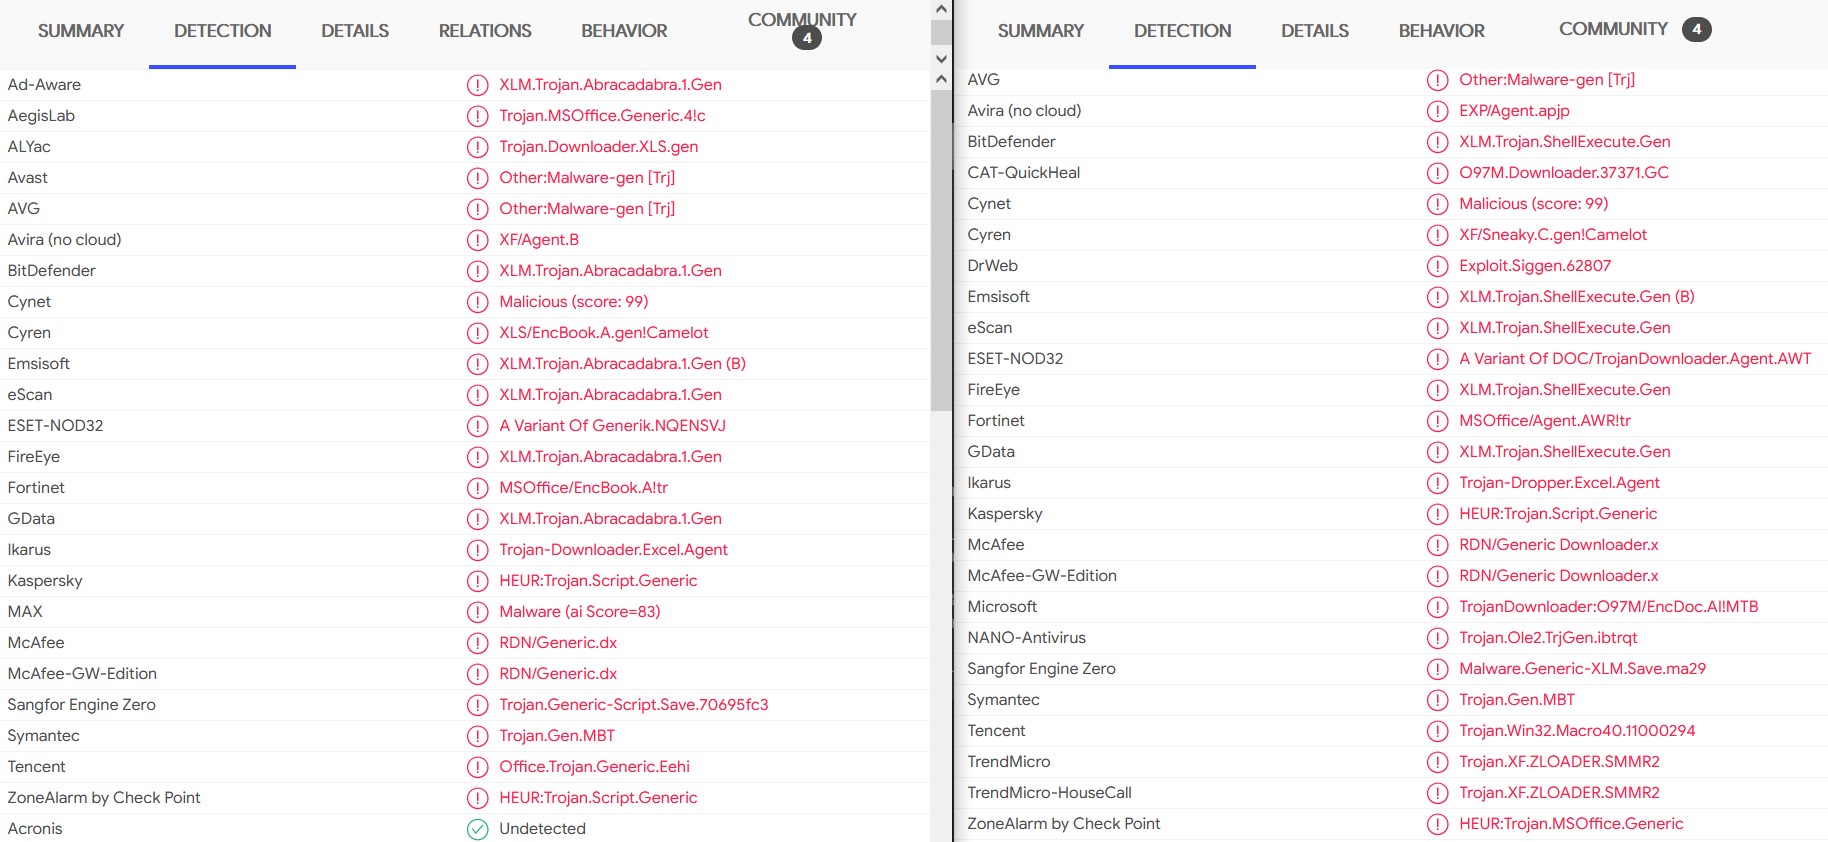 SUMMARY DETECTION DETAILS RELATIONS BEHAVIOR COMMUNITY 4
Ad-Aware XLM.Trojan.Abracadabra.1.Gen
AegisLab Trojan.MSOffice.Generic.4!c
ALYac Trojan.Downloader.XLS.gen
Avast Other:Malware-gen [Trj]
AVG Other:Malware-gen [Trj]
Avira (no cloud) XF/Agent.B
BitDefender XLM.Trojan.Abracadabra.1.Gen
Cynet Malicious (score: 99)
Cyren XLS/EncBook.A.gen!Camelot
Emsisoft XLM.Trojan.Abracadabra.1.Gen (B)
eScan XLM.Trojan.Abracadabra.1.Gen
ESET-NOD32 A Variant Of Generik.NQENSVJ
FireEye XLM.Trojan.Abracadabra.1.Gen
Fortinet MSOffice/EncBook.A!tr
GData XLM.Trojan.Abracadabra.1.Gen
Ikarus Trojan-Downloader.Excel.Agent
Kaspersky HEUR:Trojan.Script.Generic
MAX Malware (ai Score=83)
McAfee RDN/Generic.dx
McAfee-GW-Edition RDN/Generic.dx
Sangfor Engine Zero Trojan.Generic-Script.Save.70695fc3
Symantec Trojan.Gen.MBT
Tencent Office.Trojan.Generic.Eehi
ZoneAlarm by Check Point HEUR:Trojan.Script.Generic
Acronis Undetected
SUMMARY DETECTION DETAILS BEHAVIOR COMMUNITY 4
AVG Other:Malware-gen [Trj]
Avira (no cloud) EXP/Agent.apjp
BitDefender XLM.Trojan.ShellExecute.Gen
CAT-QuickHeal O97M.Downloader.37371.GC
Cynet Malicious (score: 99)
Cyren XF/Sneaky.C.gen!Camelot
DrWeb Exploit.Siggen.62807
Emsisoft XLM.Trojan.ShellExecute.Gen (B)
eScan XLM.Trojan.ShellExecute.Gen
ESET-NOD32 A Variant Of DOC/TrojanDownloader.Agent.AWT
FireEye XLM.Trojan.ShellExecute.Gen
Fortinet MSOffice/Agent.AWR!tr
GData XLM.Trojan.ShellExecute.Gen
Ikarus Trojan-Dropper.Excel.Agent
Kaspersky HEUR:Trojan.Script.Generic
McAfee RDN/Generic Downloader.x
McAfee-GW-Edition RDN/Generic Downloader.x
Microsoft TrojanDownloader:O97M/EncDoc.AI!MTB
NANO-Antivirus Trojan.Ole2.TrjGen.ibtrqt
Sangfor Engine Zero Malware.Generic-XLM.Save.ma29
Symantec Trojan.Gen.MBT
Tencent Trojan.Win32.Macro40.11000294
TrendMicro Trojan.XF.ZLOADER.SMMR2
TrendMicro-HouseCall Trojan.XF.ZLOADER.SMMR2
ZoneAlarm by Check Point HEUR:Trojan.MSOffice.Generic